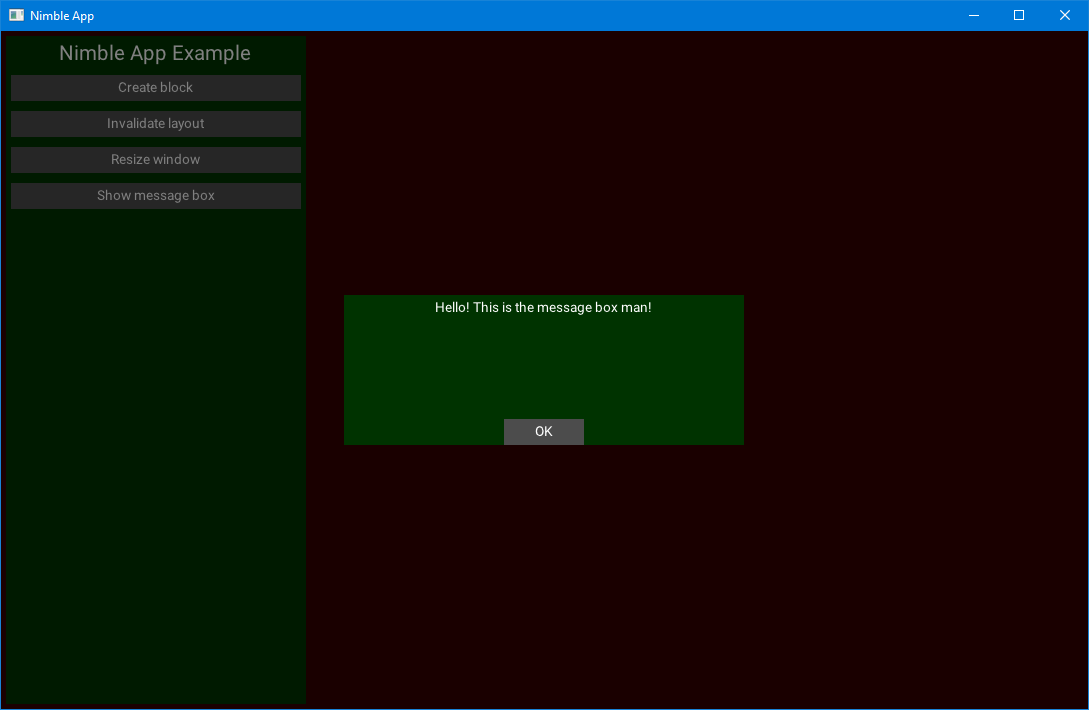 Nimble App
Nimble App Example
Create block
Invalidate layout
Resize window
Show message box
Hello! This is the message box man!
OK